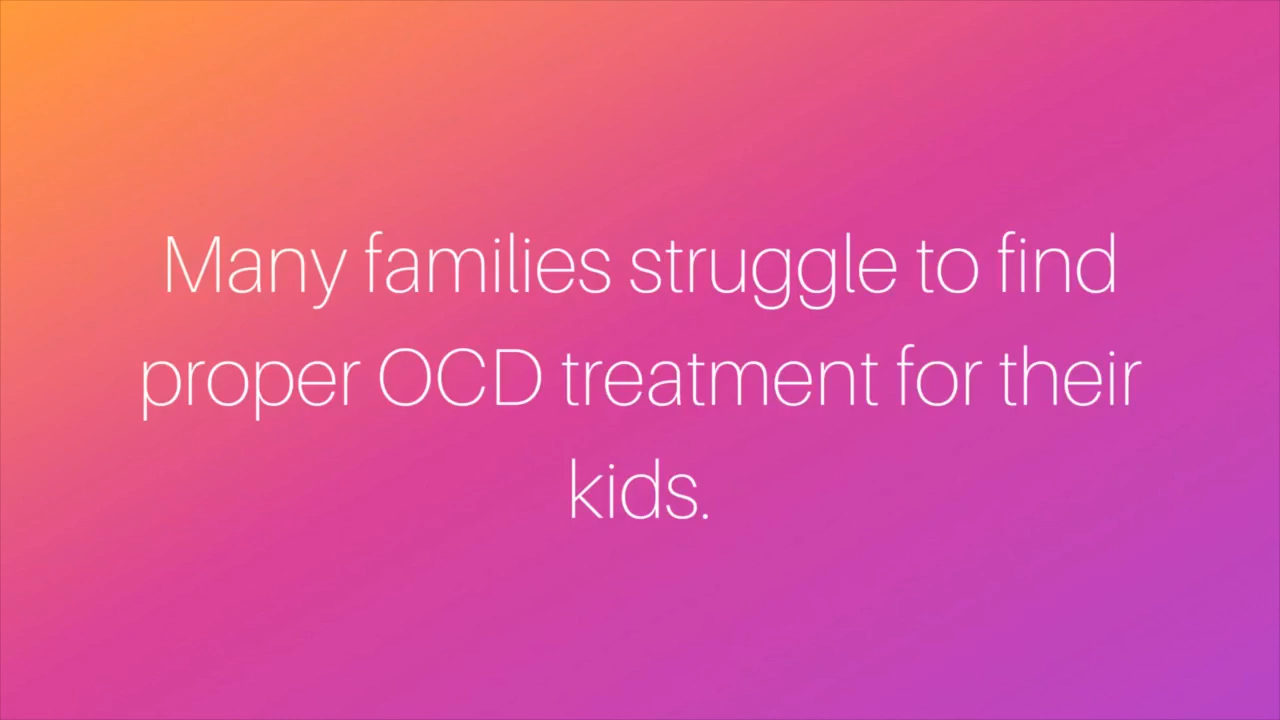 Many families struggle to find
proper OCD treatment for their
kids.